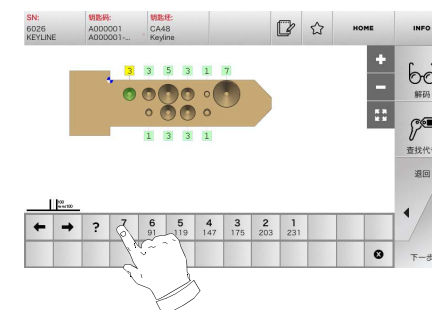 SN: 钥匙码: 钥匙坯:
6026 A000001 CA48 HOME INFO
KEYLINE A000001-... Keyline
3 3 5 3 1 7
解码
1 3 3 1
查找代
退回
? 7 6 5 4 3 2 1
91 119 147 175 203 231
下一步